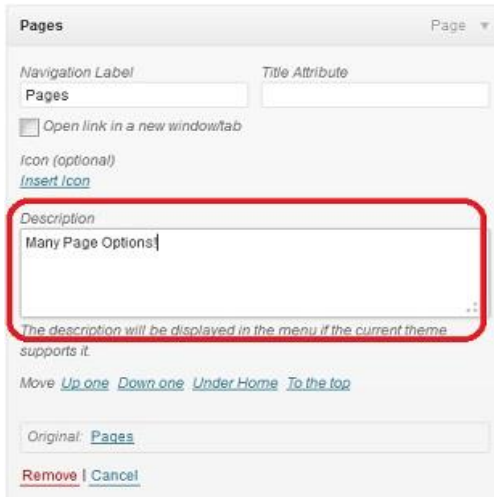 Pages Page
Navigation Label Title Attribute
Pages
Open link in a new window/tab
Icon (optional)
Insert Icon
Description
Many Page Options!
The description will be displayed in the menu if the current theme
supports it.
Move Up one Down one Under Home To the top
Original: Pages
Remove | Cancel